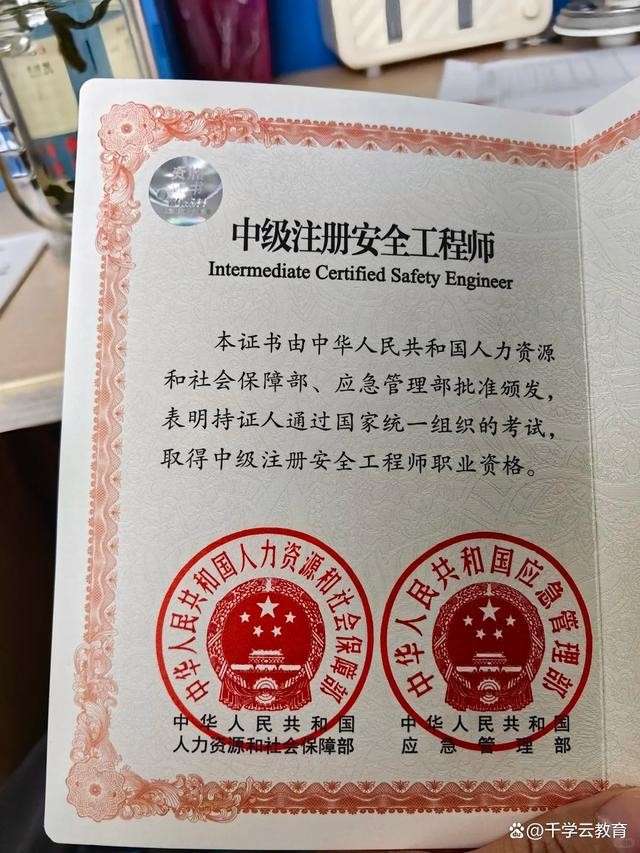 中级注册安全工程师
Intermediate Certified Safety Engineer
本证书由中华人民共和国人力资源
和社会保障部、应急管理部批准颁发，
表明持证人通过国家统一组织的考试，
取得中级注册安全工程师职业资格。
中华人民共和国人力资源和社会保障部
中华人民共和国应急管理部
中华人民共和国
人力资源和社会保障部
中华人民共和国
应急管理部
@千学云教育